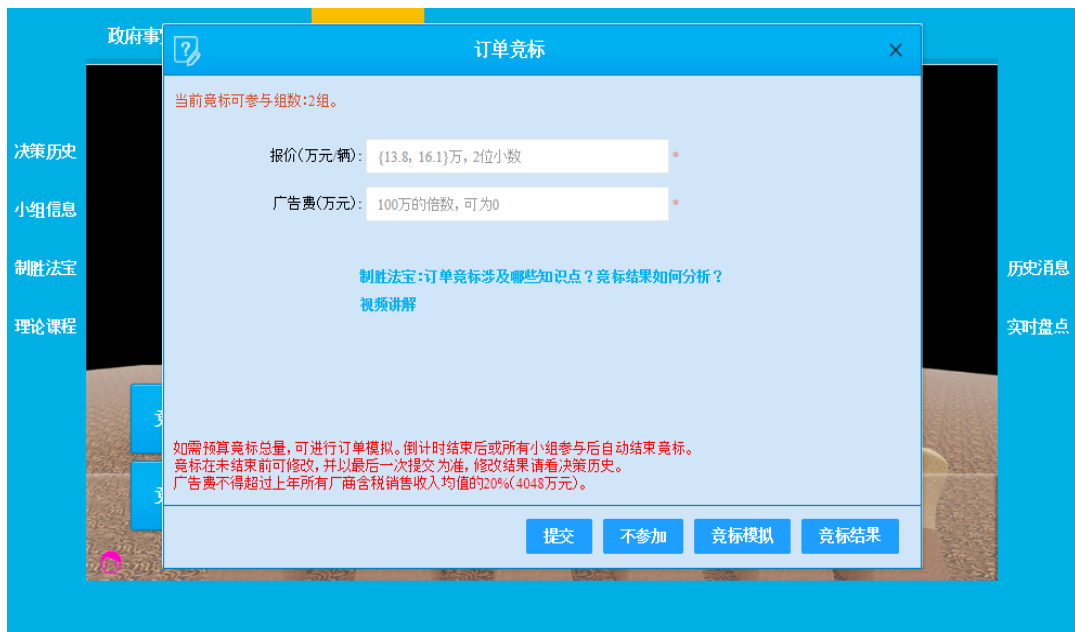 政府事
订单竞标
当前竞标可参与组数:2组。
决策历史
报价(万元/辆):
{13.8, 16.1}万, 2位小数
*
小组信息
广告费(万元):
100万的倍数, 可为0
*
制胜法宝
制胜法宝:订单竞标涉及哪些知识点？竞标结果如何分析？
历史消息
视频讲解
理论课程
实时盘点
如需预算竞标总量, 可进行订单模拟。倒计时结束后或所有小组参与后自动结束竞标。
竞标在未结束前可修改, 并以最后一次提交为准, 修改结果请看决策历史。
广告费不得超过上年所有厂商含税销售收入均值的20%(4048万元)。
提交
不参加
竞标模拟
竞标结果